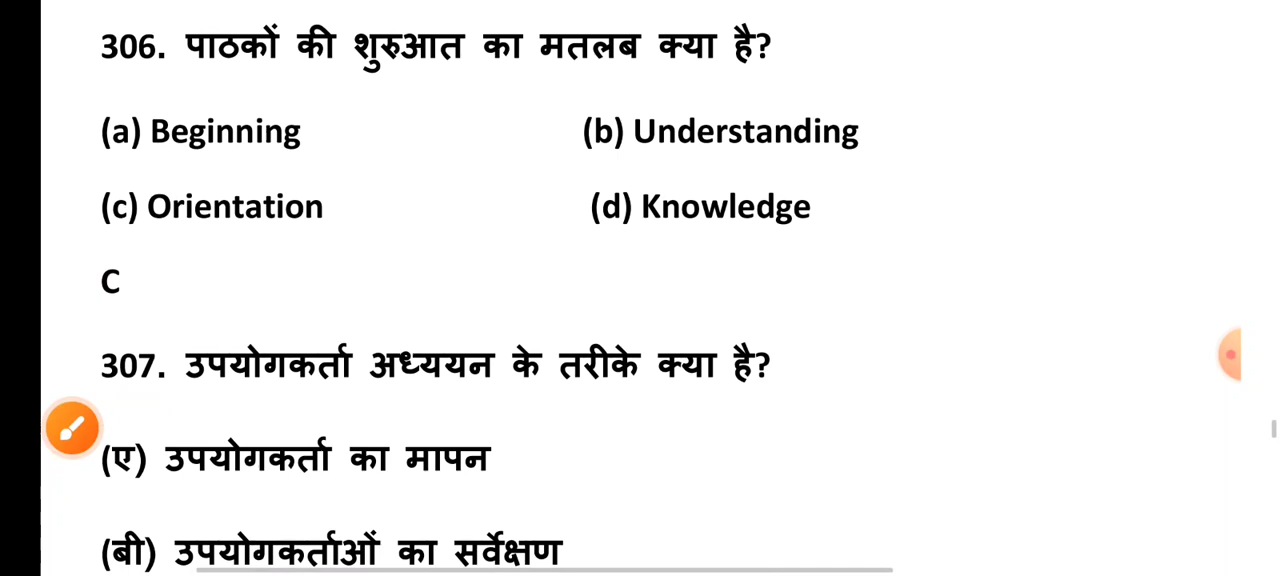 306. पाठकों की शुरुआत का मतलब क्या है?
(a) Beginning (b) Understanding
(c) Orientation (d) Knowledge
C
307. उपयोगकर्ता अध्ययन के तरीके क्या है?
(ए) उपयोगकर्ता का मापन
(बी) उपयोगकर्ताओं का सर्वेक्षण